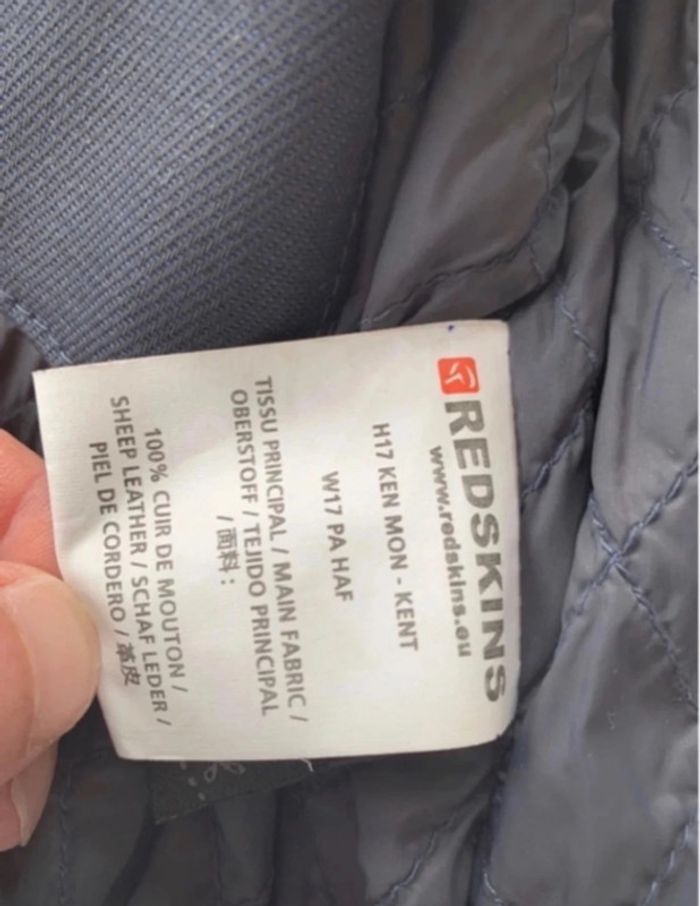 REDSKINS
www.redskins.eu
H17 KEN MON - KENT
W17 PA HAF
TISSU PRINCIPAL / MAIN FABRIC /
OBERSTOFF / TEJIDO PRINCIPAL
/ 面料 :
100% CUIR DE MOUTON /
SHEEP LEATHER / SCHAF LEDER /
PIEL DE CORDERO / 革皮